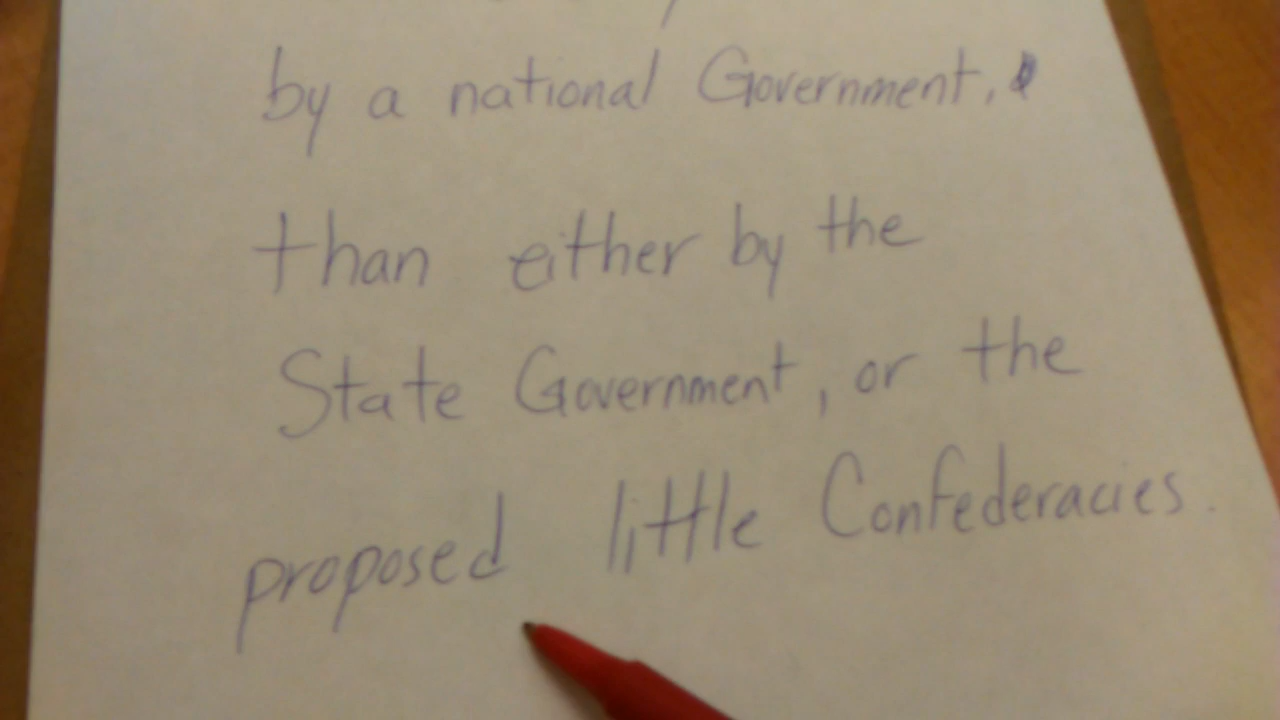 by a national Government,
than either by the
State Government, or the
proposed little Confederacies.